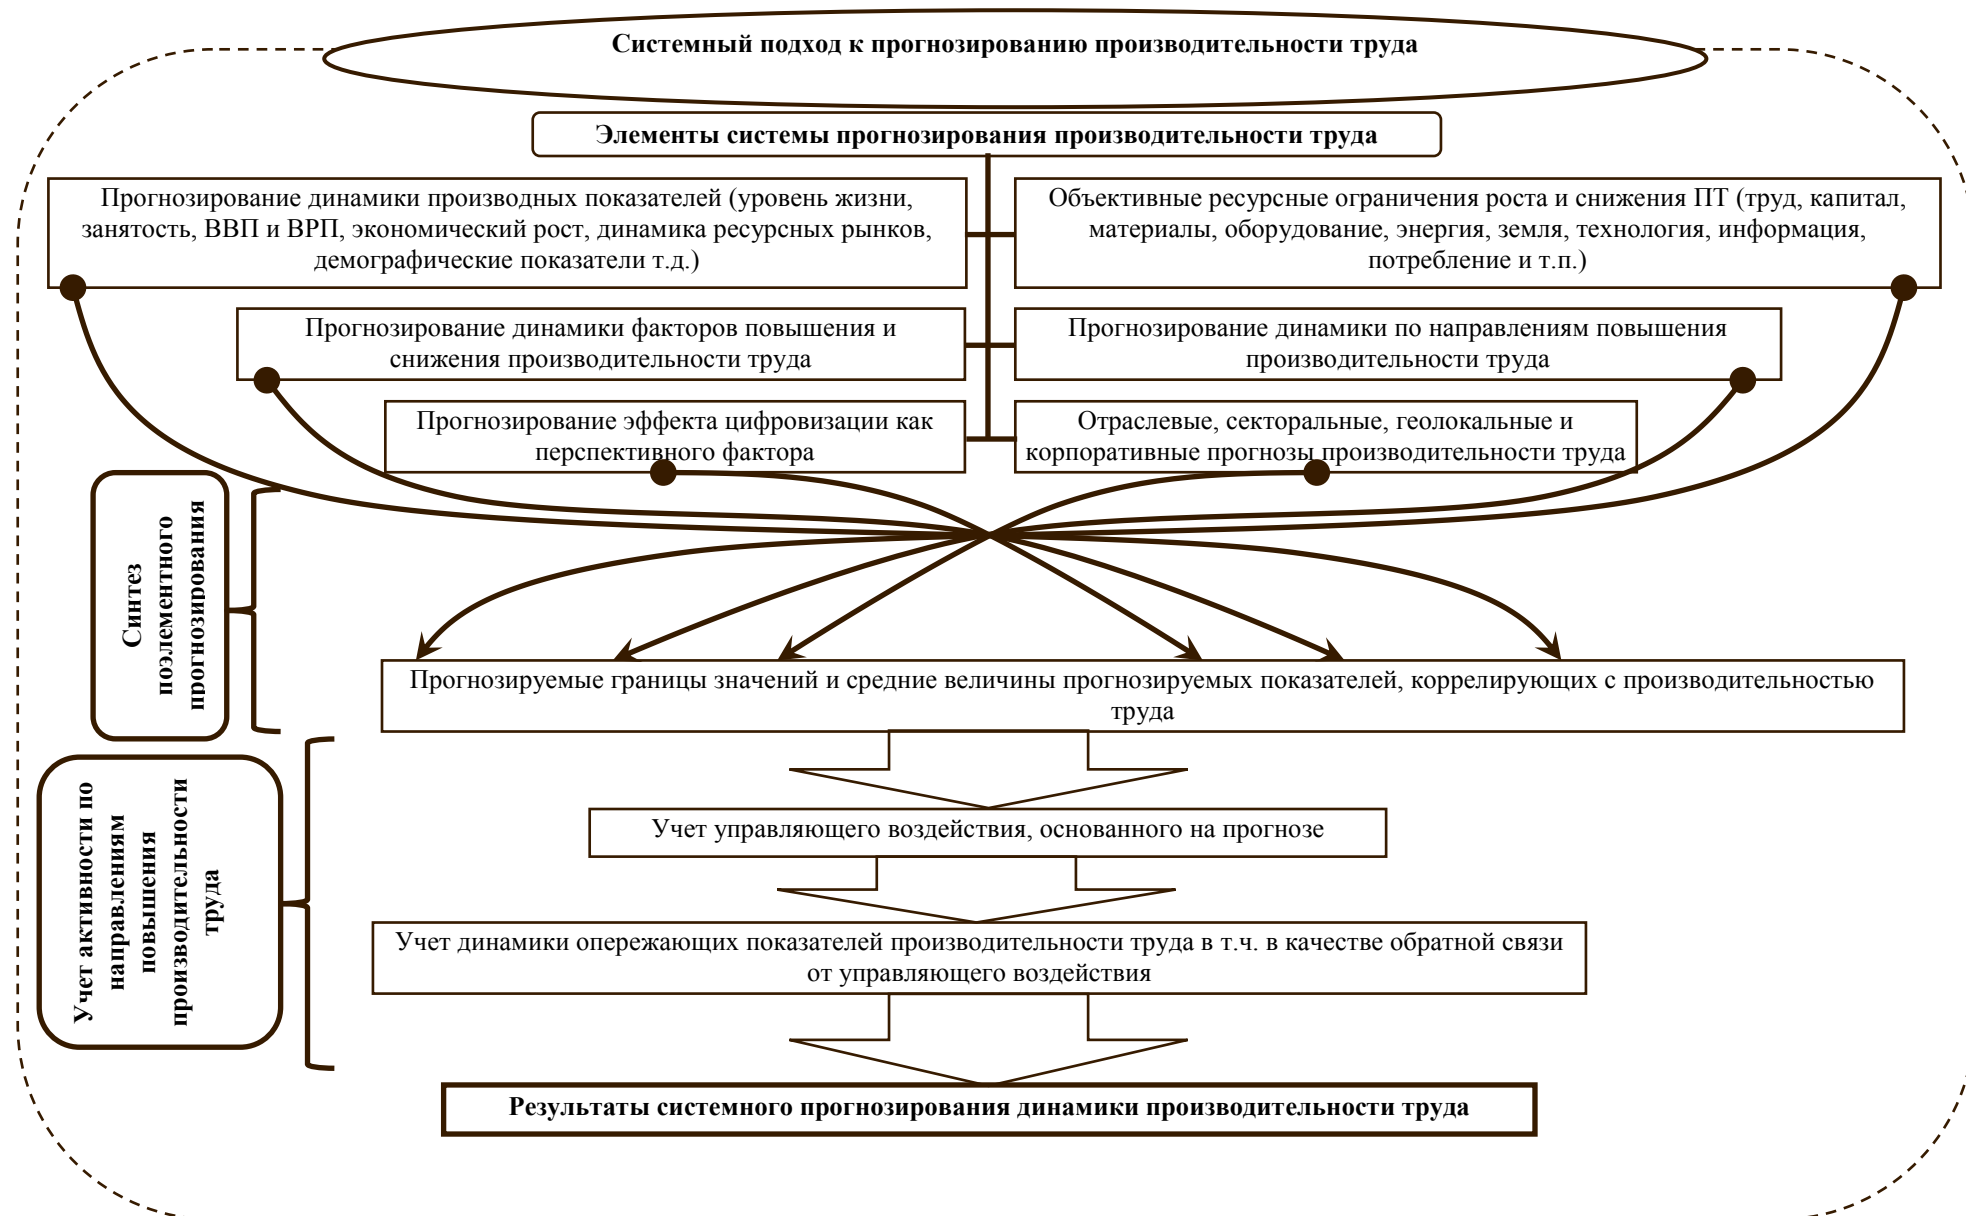 Системный подход к прогнозированию производительности труда
Элементы системы прогнозирования производительности труда
Прогнозирование динамики производных показателей (уровень жизни,
занятость, ВВП и ВРП, экономический рост, динамика ресурсных рынков,
демографические показатели т.д.)
Объективные ресурсные ограничения роста и снижения ПТ (труд, капитал,
материалы, оборудование, энергия, земля, технология, информация,
потребление и т.п.)
Прогнозирование динамики факторов повышения и
снижения производительности труда
Прогнозирование динамики по направлениям повышения
производительности труда
Прогнозирование эффекта цифровизации как
перспективного фактора
Отраслевые, секторальные, геолокальные и
корпоративные прогнозы производительности труда
Синтез
поэлементного
прогнозирования
Прогнозируемые границы значений и средние величины прогнозируемых показателей, коррелирующих с производительностью
труда
Учет активности по
направлениям
повышения
производительности
труда
Учет управляющего воздействия, основанного на прогнозе
Учет динамики опережающих показателей производительности труда в т.ч. в качестве обратной связи
от управляющего воздействия
Результаты системного прогнозирования динамики производительности труда